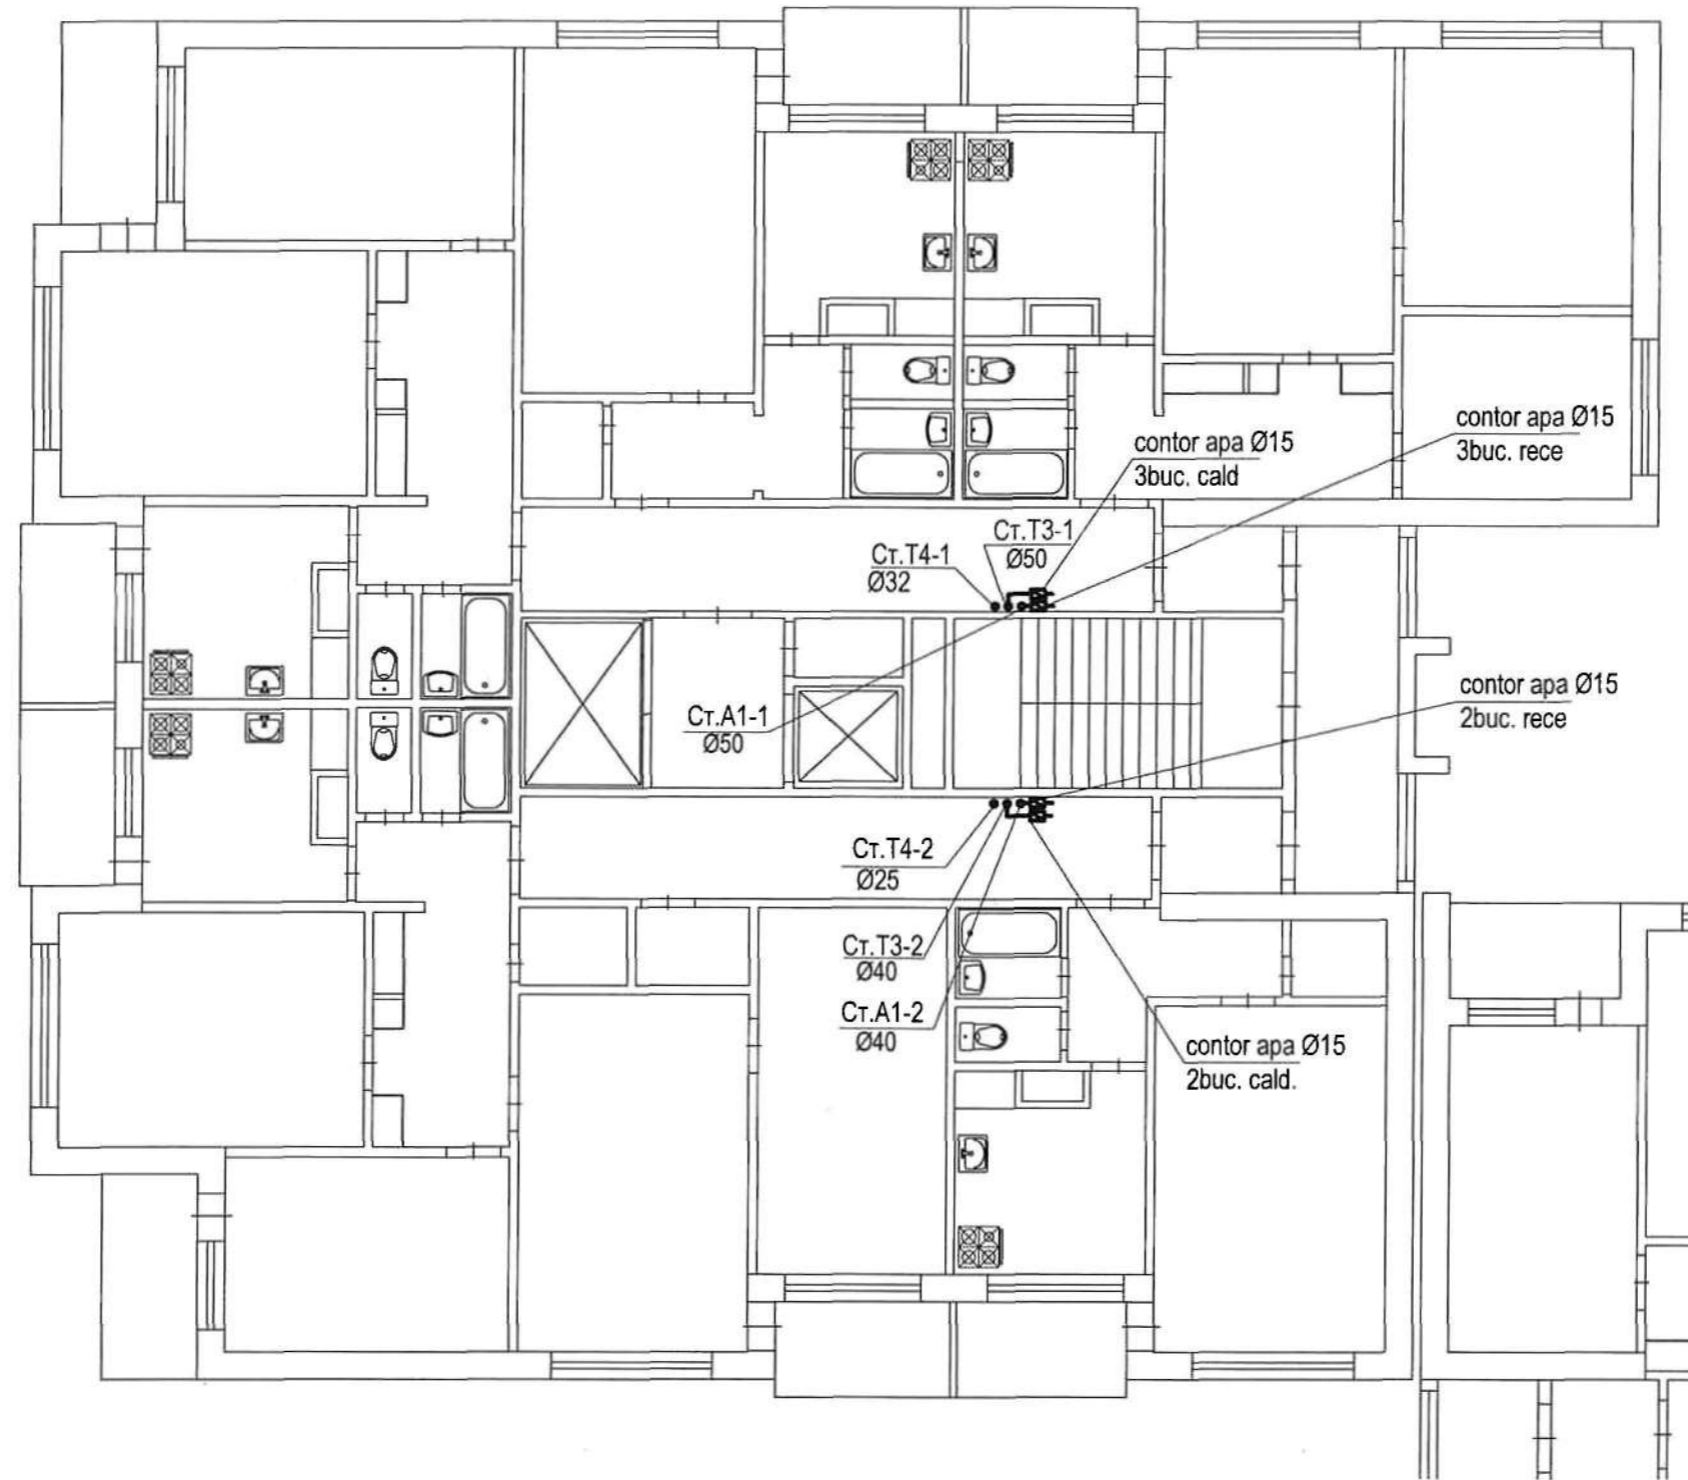 contor apa Ø15
3buc. rece
contor apa Ø15
3buc. cald
Ст.Т3-1
Ø50
Ст.Т4-1
Ø32
contor apa Ø15
2buc. rece
Ст.А1-1
Ø50
Ст.Т4-2
Ø25
Ст.Т3-2
Ø40
Ст.А1-2
Ø40
contor apa Ø15
2buc. cald.